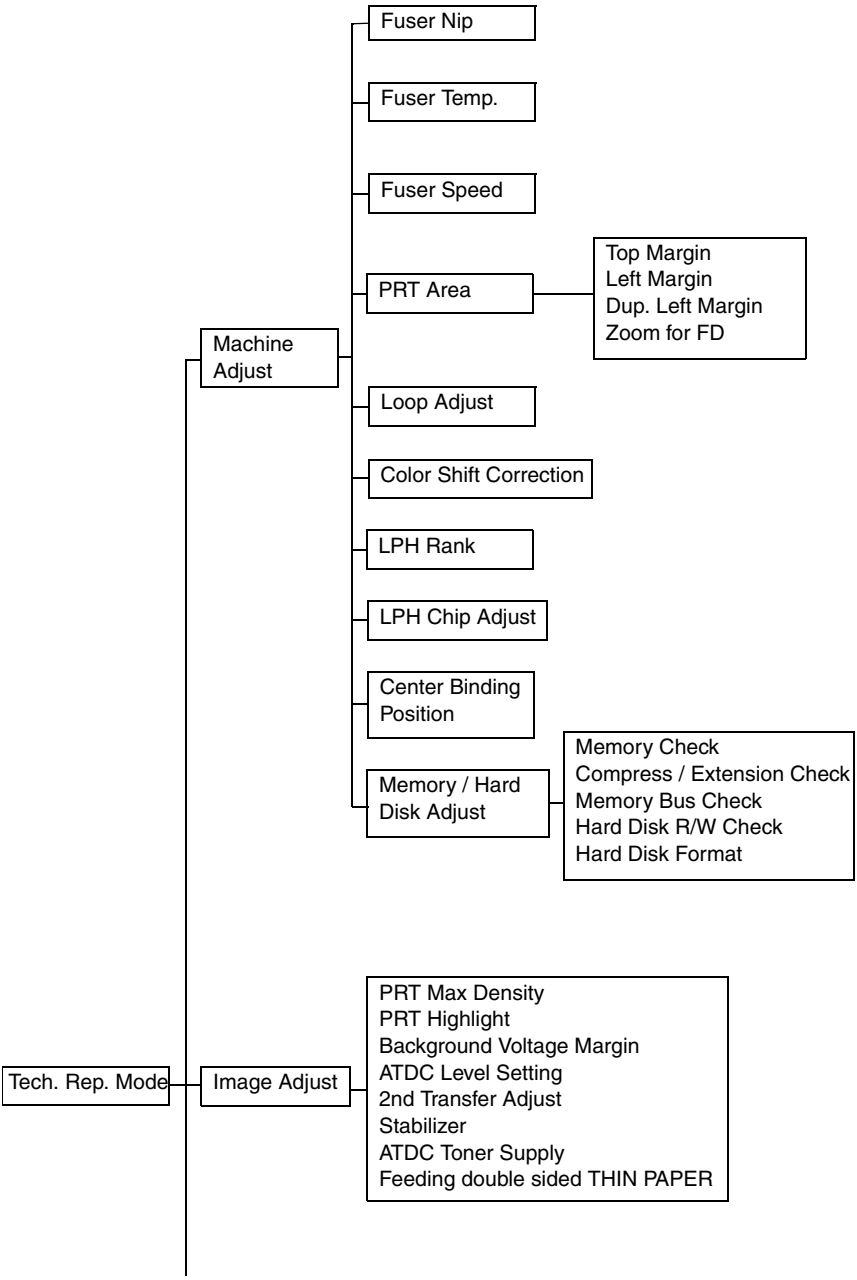 Fuser Nip
Fuser Temp.
Fuser Speed
PRT Area
Top Margin
Left Margin
Dup. Left Margin
Zoom for FD
Machine
Adjust
Loop Adjust
Color Shift Correction
LPH Rank
LPH Chip Adjust
Center Binding
Position
Memory / Hard
Disk Adjust
Memory Check
Compress / Extension Check
Memory Bus Check
Hard Disk R/W Check
Hard Disk Format
Tech. Rep. Mode
Image Adjust
PRT Max Density
PRT Highlight
Background Voltage Margin
ATDC Level Setting
2nd Transfer Adjust
Stabilizer
ATDC Toner Supply
Feeding double sided THIN PAPER